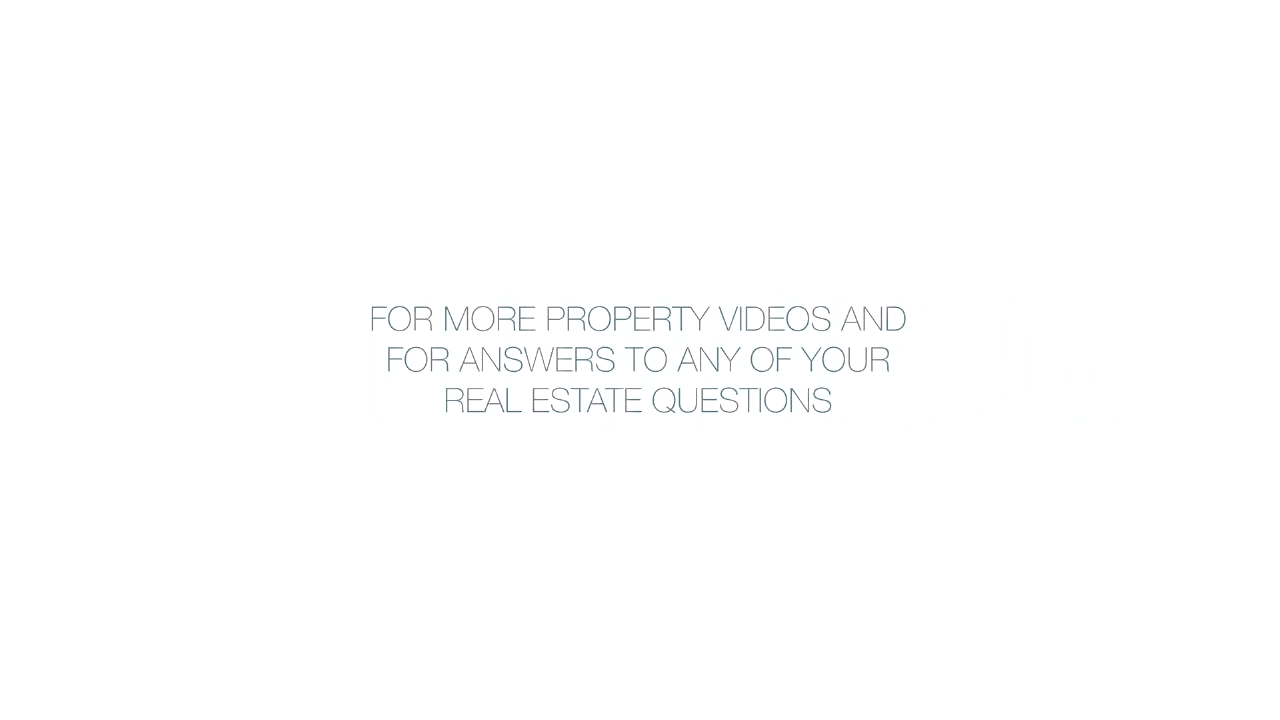 FOR MORE PROPERTY VIDEOS AND
FOR ANSWERS TO ANY OF YOUR
REAL ESTATE QUESTIONS